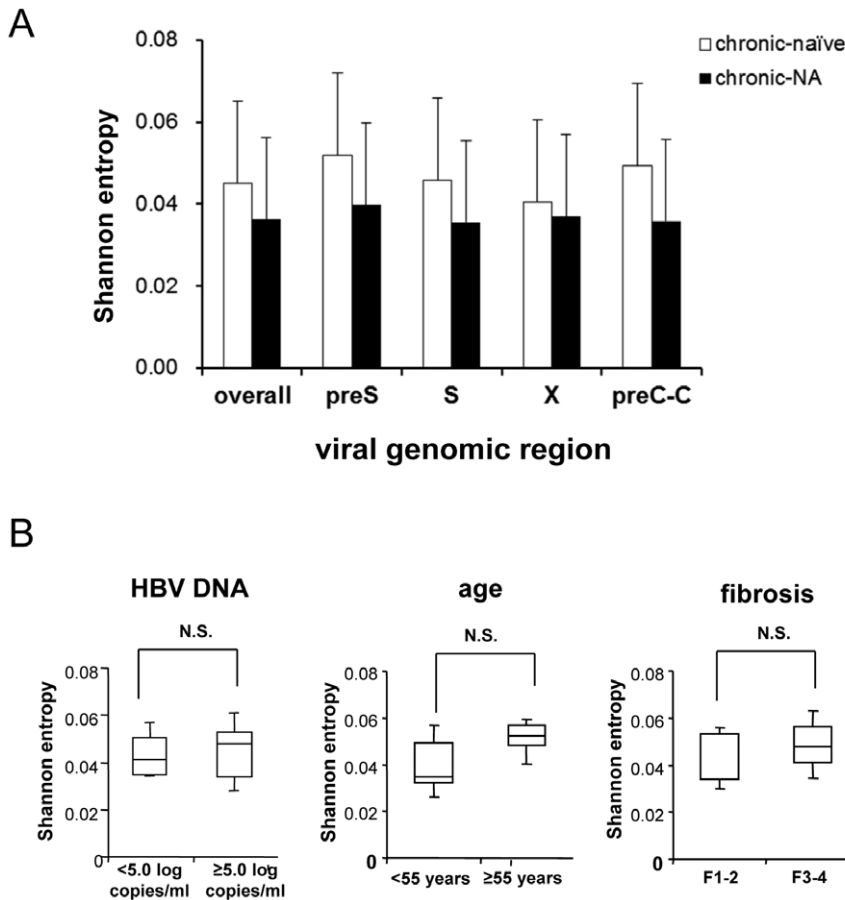 A
0.08
0.06
0.04
0.02
0.00
Shannon entropy
chronic-naïve
chronic-NA
overall preS S X preC-C
viral genomic region
B
HBV DNA
N.S.
0.08
0.06
0.04
0.02
0
Shannon entropy
<5.0 log ≥5.0 log
copies/ml copies/ml
age
N.S.
0.08
0.06
0.04
0.02
0
Shannon entropy
<55 years ≥55 years
fibrosis
N.S.
0.08
0.06
0.04
0.02
0
Shannon entropy
F1-2 F3-4